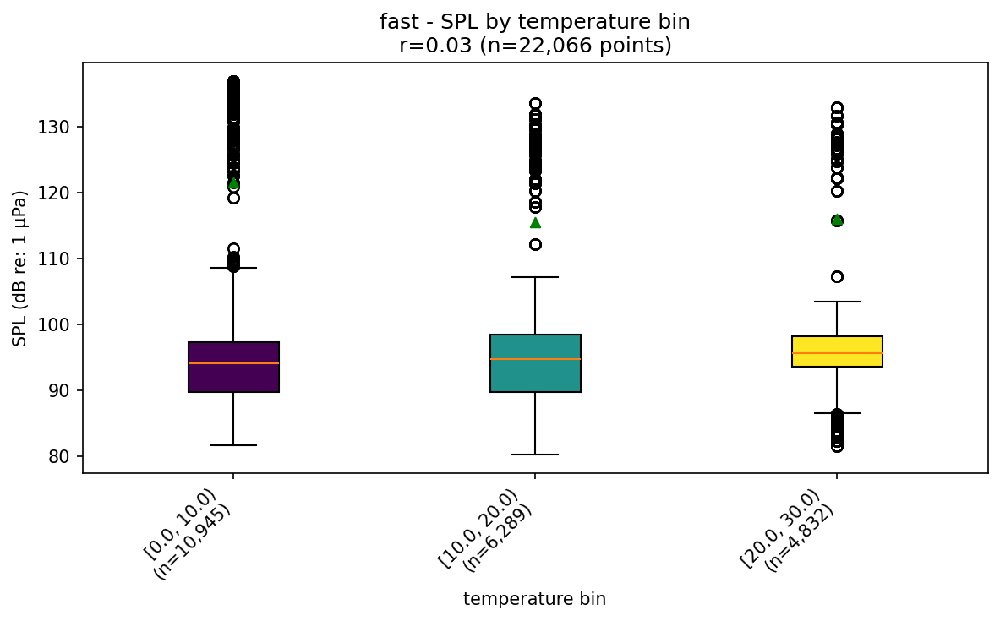 fast - SPL by temperature bin
r=0.03 (n=22,066 points)
SPL (dB re: 1 µPa)
130
120
110
100
90
80
[0.0, 10.0)
(n=10,945)
[10.0, 20.0)
(n=6,289)
[20.0, 30.0)
(n=4,832)
temperature bin